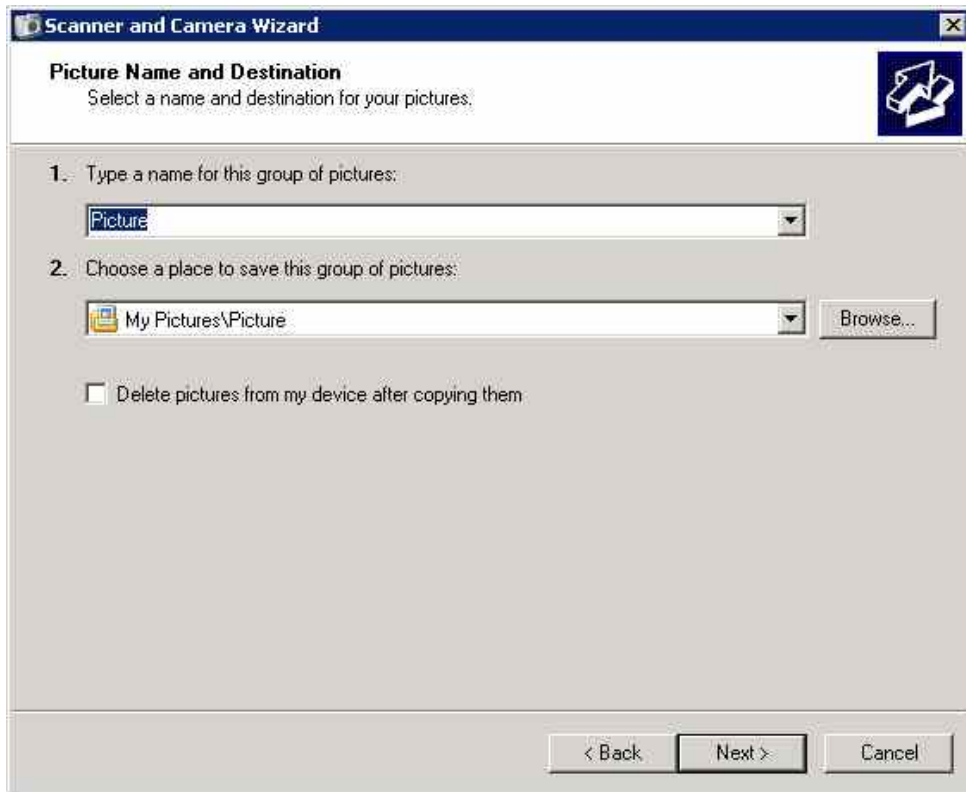 Scanner and Camera Wizard
Picture Name and Destination
Select a name and destination for your pictures.
1. Type a name for this group of pictures:
Picture
2. Choose a place to save this group of pictures:
My Pictures\Picture
Browse...
Delete pictures from my device after copying them
< Back
Next >
Cancel